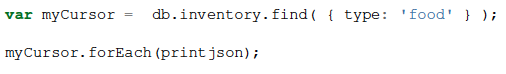 var myCursor =  db.inventory.find( { type: 'food' } );
myCursor.forEach(printjson);